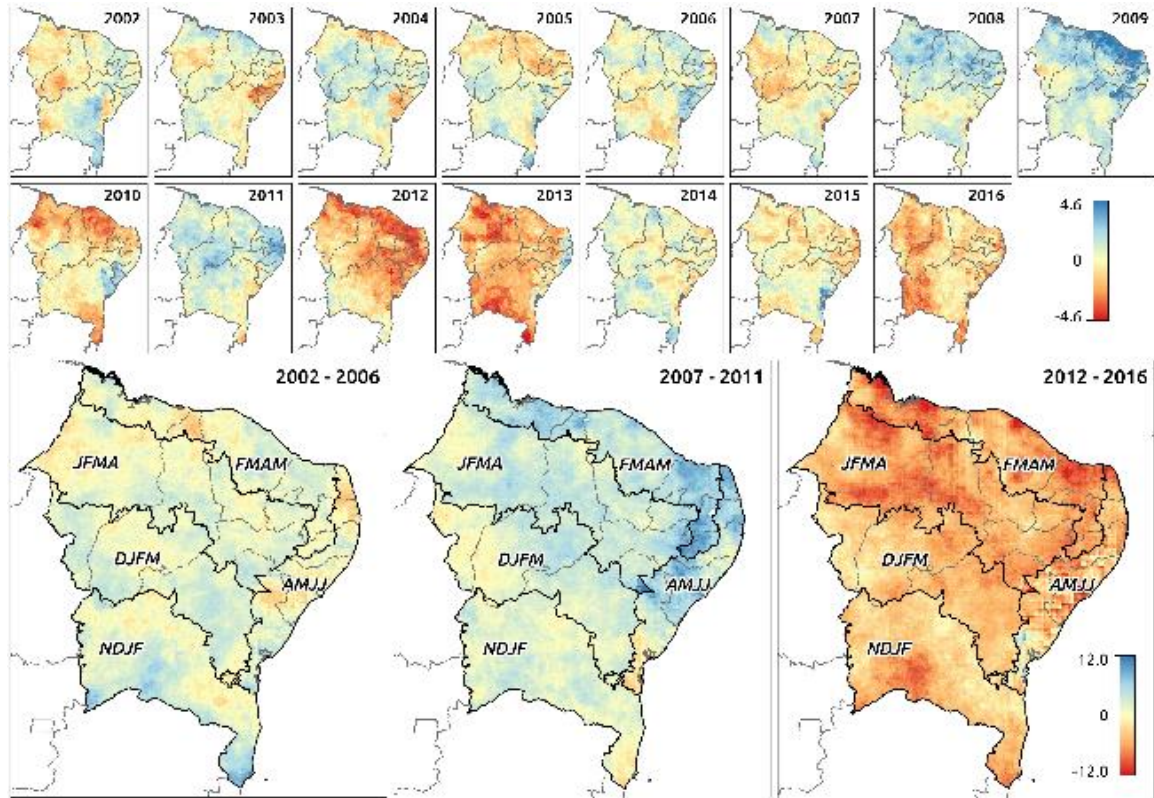 2002 2003 2004 2005 2006 2007 2008 2009
2010 2011 2012 2013 2014 2015 2016
4.6
0
-4.6
2002 - 2006 2007 - 2011 2012 - 2016
JFMA FMAM JFMA FMAM JFMA FMAM
DJFM DJFM DJFM
AMJJ AMJJ AMJJ
NDJF NDJF NDJF
12.0
0
-12.0